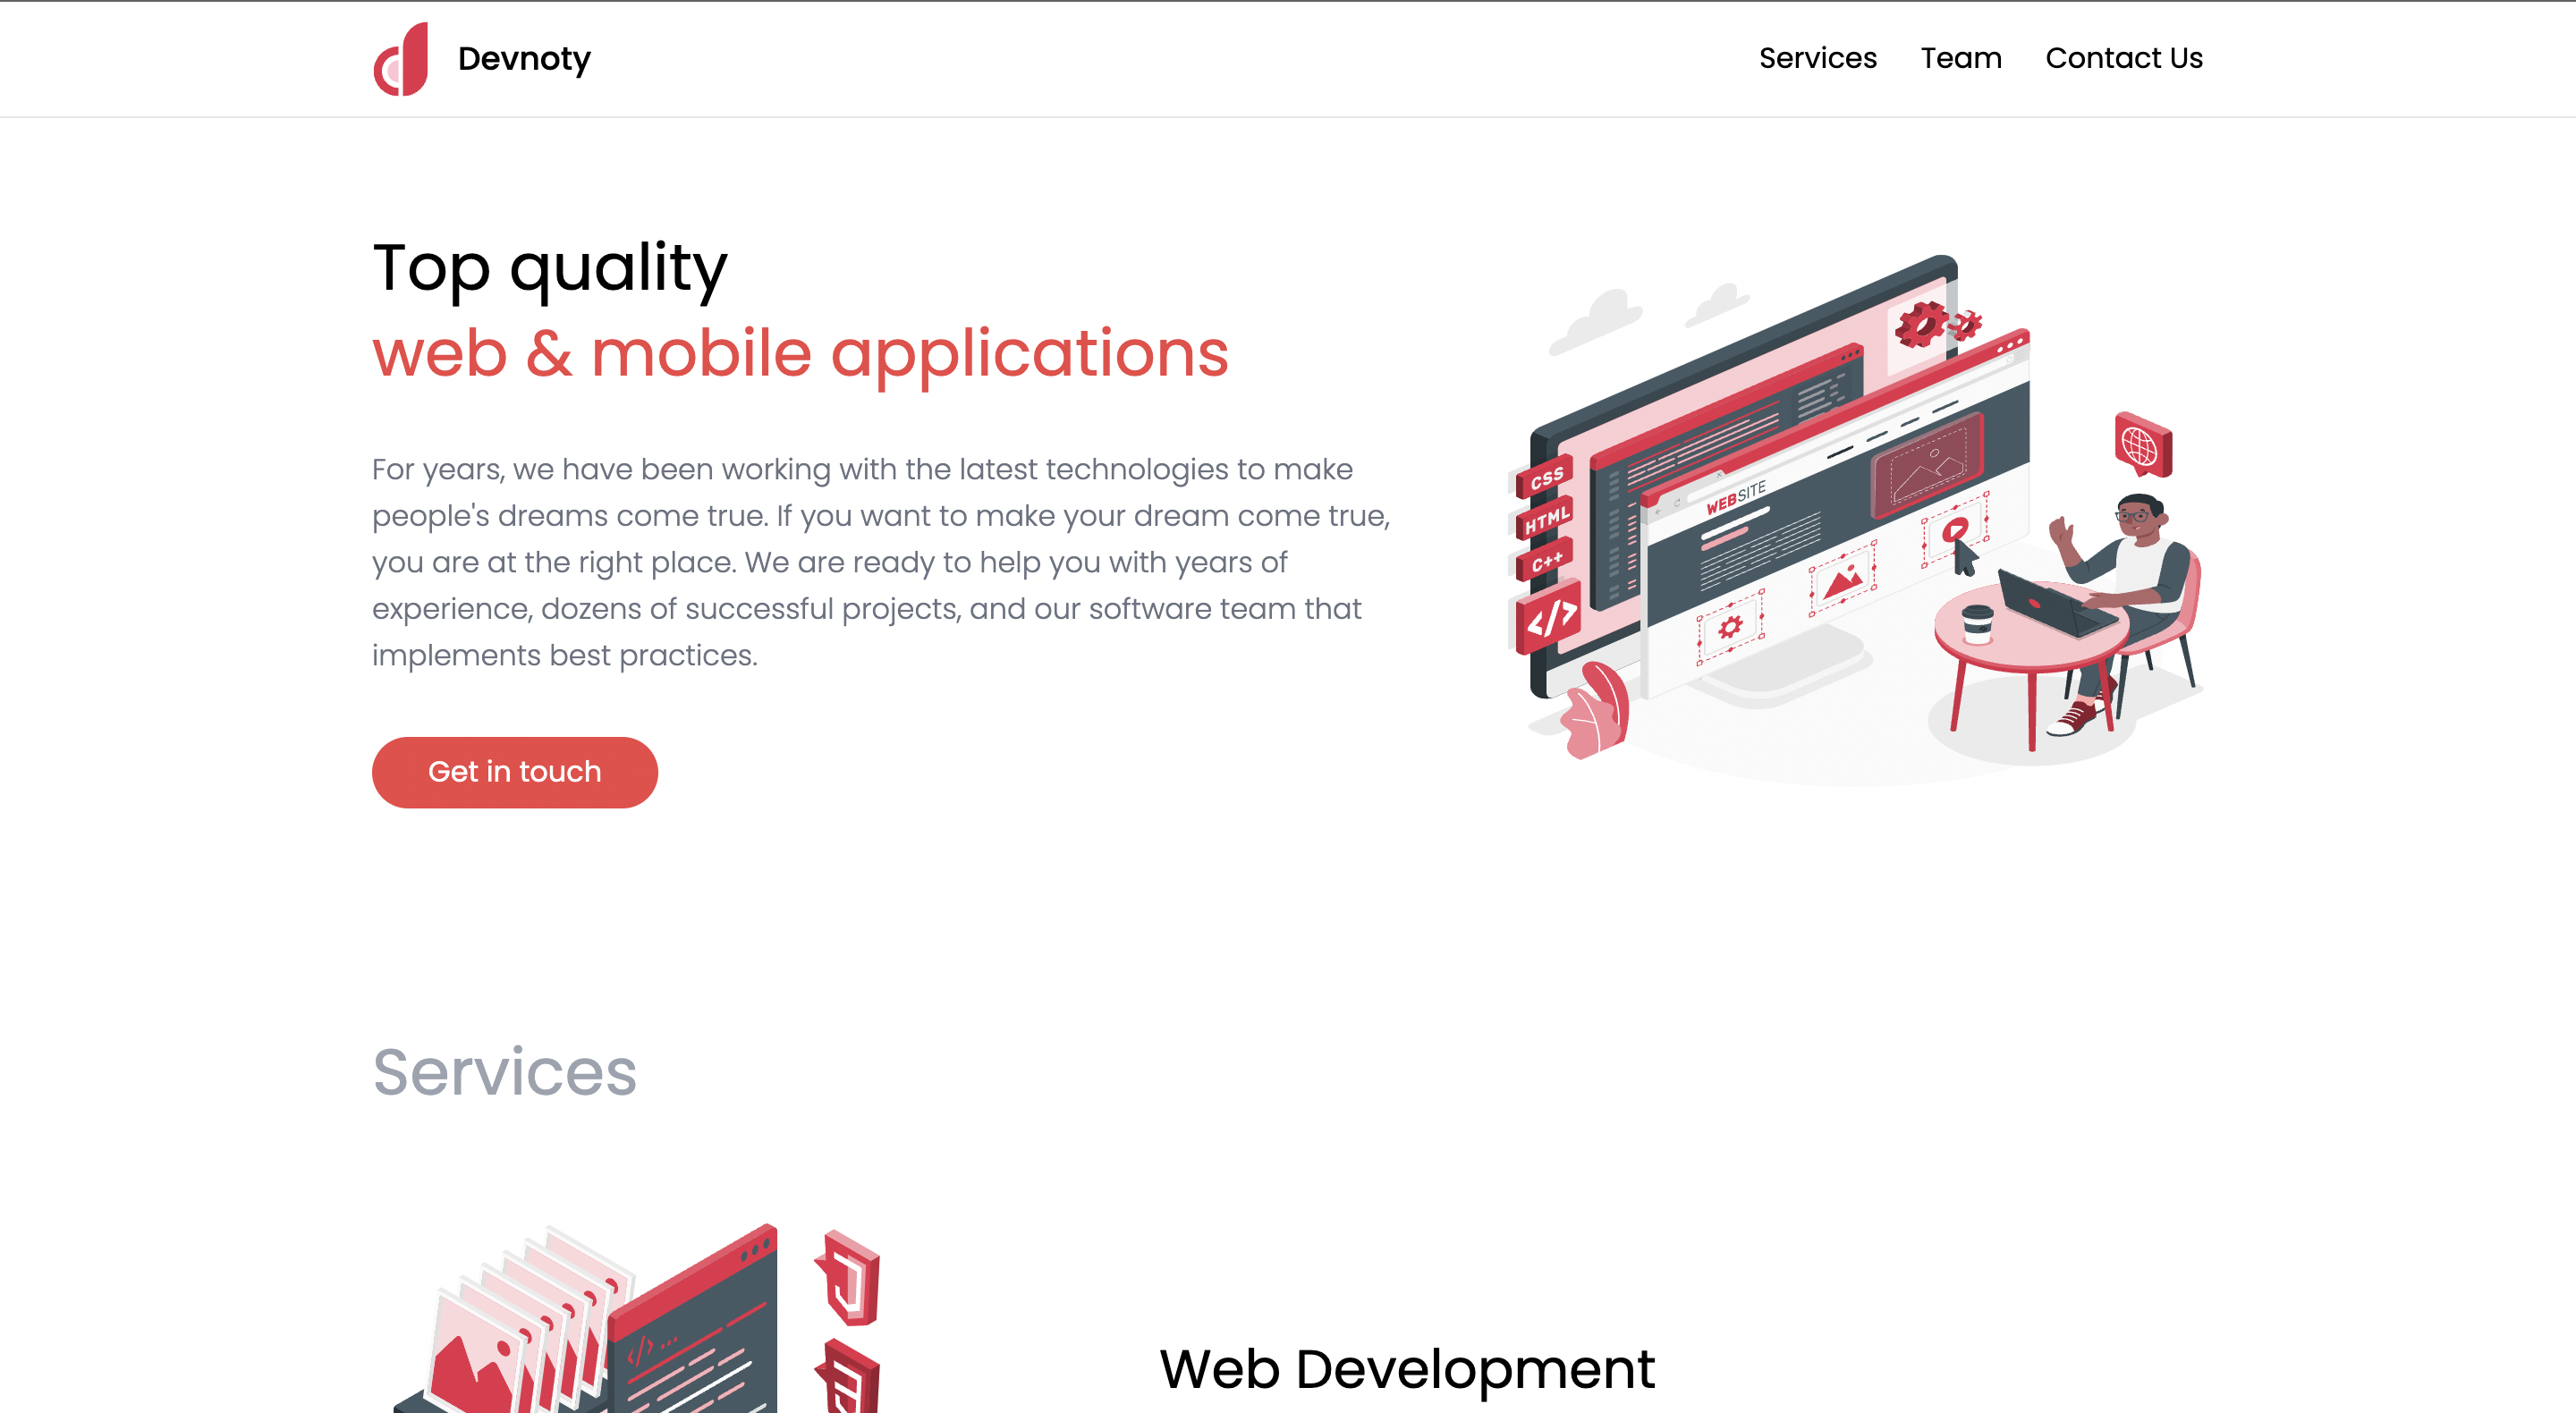 Devnoty
Services
Team
Contact Us
Top quality
web & mobile applications
For years, we have been working with the latest technologies to make
people's dreams come true. If you want to make your dream come true,
you are at the right place. We are ready to help you with years of
experience, dozens of successful projects, and our software team that
implements best practices.
Get in touch
CSS
HTML
C++
</>
WEBSITE
Services
</> ...
Web Development